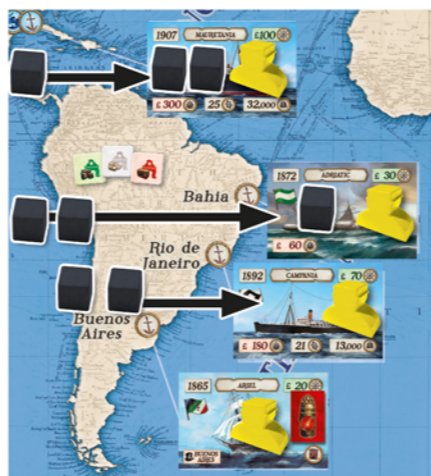 1907 MAURETANIA £100
£300 25 32,000
1872 ADRIATIC £30
Bahia
£60
Rio de
Janeiro
1892 CAMPANIA £70
£180 21 13,000
Buenos
Aires
1865 ARIEL £20
BUENOS
AIRES